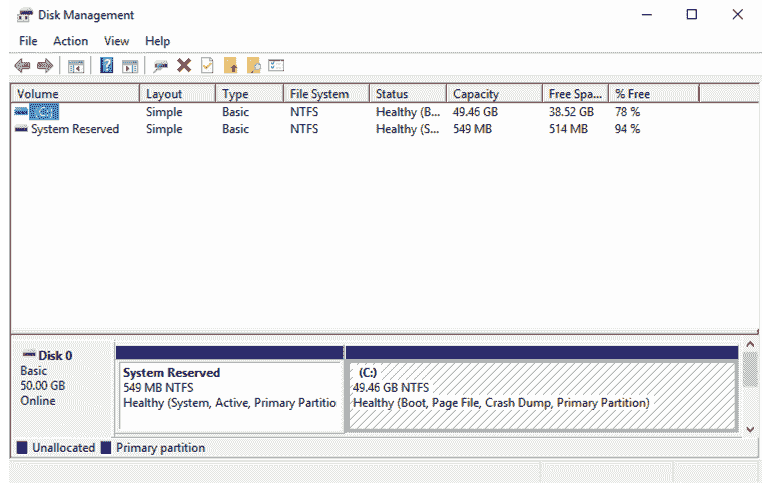 Disk Management
File Action View Help
Volume Layout Type File System Status Capacity Free Spa... % Free
(C:) Simple Basic NTFS Healthy (B... 49.46 GB 38.52 GB 78 %
System Reserved Simple Basic NTFS Healthy (S... 549 MB 514 MB 94 %
Disk 0
Basic
50.00 GB
Online
System Reserved
549 MB NTFS
Healthy (System, Active, Primary Partitio
(C:)
49.46 GB NTFS
Healthy (Boot, Page File, Crash Dump, Primary Partition)
Unallocated Primary partition